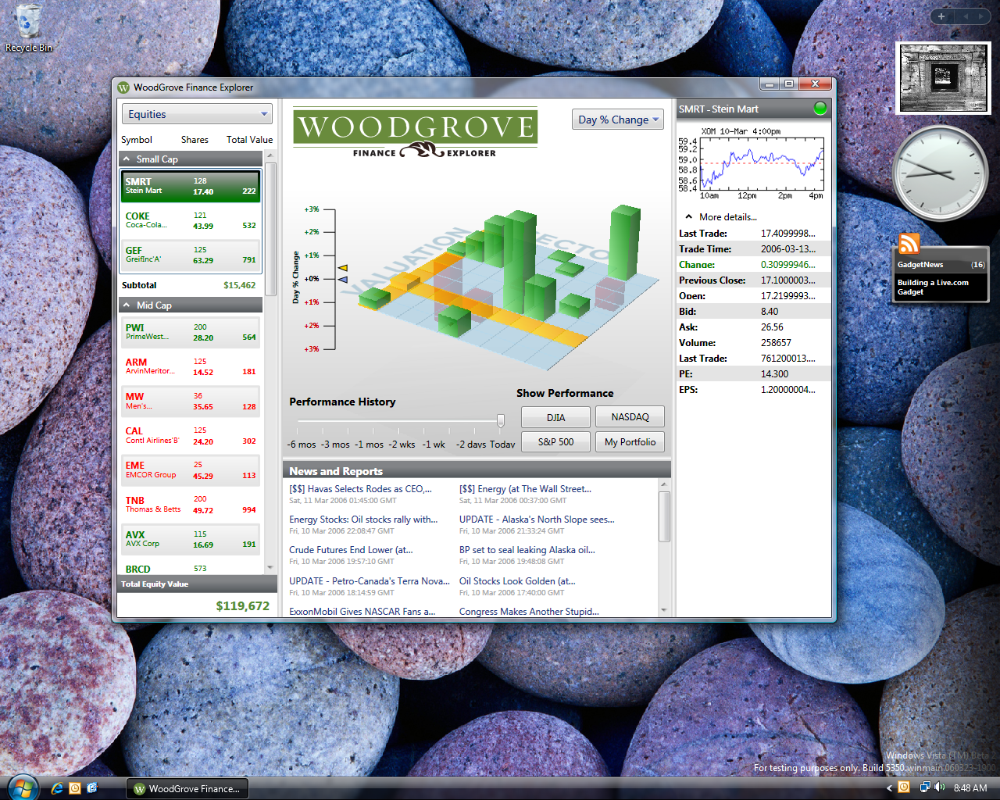 Recycle Bin
WoodGrove Finance Explorer
Equities
Symbol Shares Total Value
Small Cap
SMRT 128
Stein Mart 17.40 222
COKE 121
Coca-Cola... 43.99 532
GEF 125
GreifInc'A' 63.29 791
Subtotal $15,462
Mid Cap
PWI 200
PrimeWest... 28.20 564
ARM 125
ArvinMeritor... 14.52 181
MW 36
Men's... 35.65 128
CAL 125
Contl Airlines'B' 24.20 302
EME 25
EMCOR Group 45.29 113
TNB 200
Thomas & Betts 49.72 994
AVX 115
AVX Corp 16.69 191
BRCD 573
Total Equity Value
$119,672
WOODGROVE
FINANCE EXPLORER
Day % Change
+3%
+2%
+1%
+0%
+1%
+2%
+3%
Day % Change
VALUATION
Performance History
-6 mos -3 mos -1 mos -2 wks -1 wk -2 days Today
Show Performance
DJIA NASDAQ
S&P 500 My Portfolio
News and Reports
[$$] Havas Selects Rodes as CEO,...
Sat, 11 Mar 2006 01:45:00 GMT
[$$] Energy (at The Wall Street...
Sat, 11 Mar 2006 00:37:00 GMT
Energy Stocks: Oil stocks rally with...
Fri, 10 Mar 2006 22:08:47 GMT
UPDATE - Alaska's North Slope sees...
Fri, 10 Mar 2006 21:33:24 GMT
Crude Futures End Lower (at...
Fri, 10 Mar 2006 19:57:10 GMT
BP set to seal leaking Alaska oil...
Fri, 10 Mar 2006 19:48:08 GMT
UPDATE - Petro-Canada's Terra Nova...
Fri, 10 Mar 2006 18:14:59 GMT
Oil Stocks Look Golden (at...
Fri, 10 Mar 2006 17:40:00 GMT
ExxonMobil Gives NASCAR Fans a...
Congress Makes Another Stupid...
SMRT - Stein Mart
XOM 10-Mar 4:00pm
59.4
59.2
59.0
58.8
58.6
58.4
10am 12pm 2pm 4pm
More details...
Last Trade: 17.4099998...
Trade Time: 2006-03-13...
Change: 0.30999946...
Previous Close: 17.1000003...
Open: 17.2199993...
Bid: 8.40
Ask: 26.56
Volume: 258657
Last Trade: 761200013....
PE: 14.300
EPS: 1.20000004...
GadgetNews (16)
Building a Live.com
Gadget
Windows Vista (TM) Beta 2
For testing purposes only. Build 5350.winmain.060323-1900
WoodGrove Finance...
8:48 AM